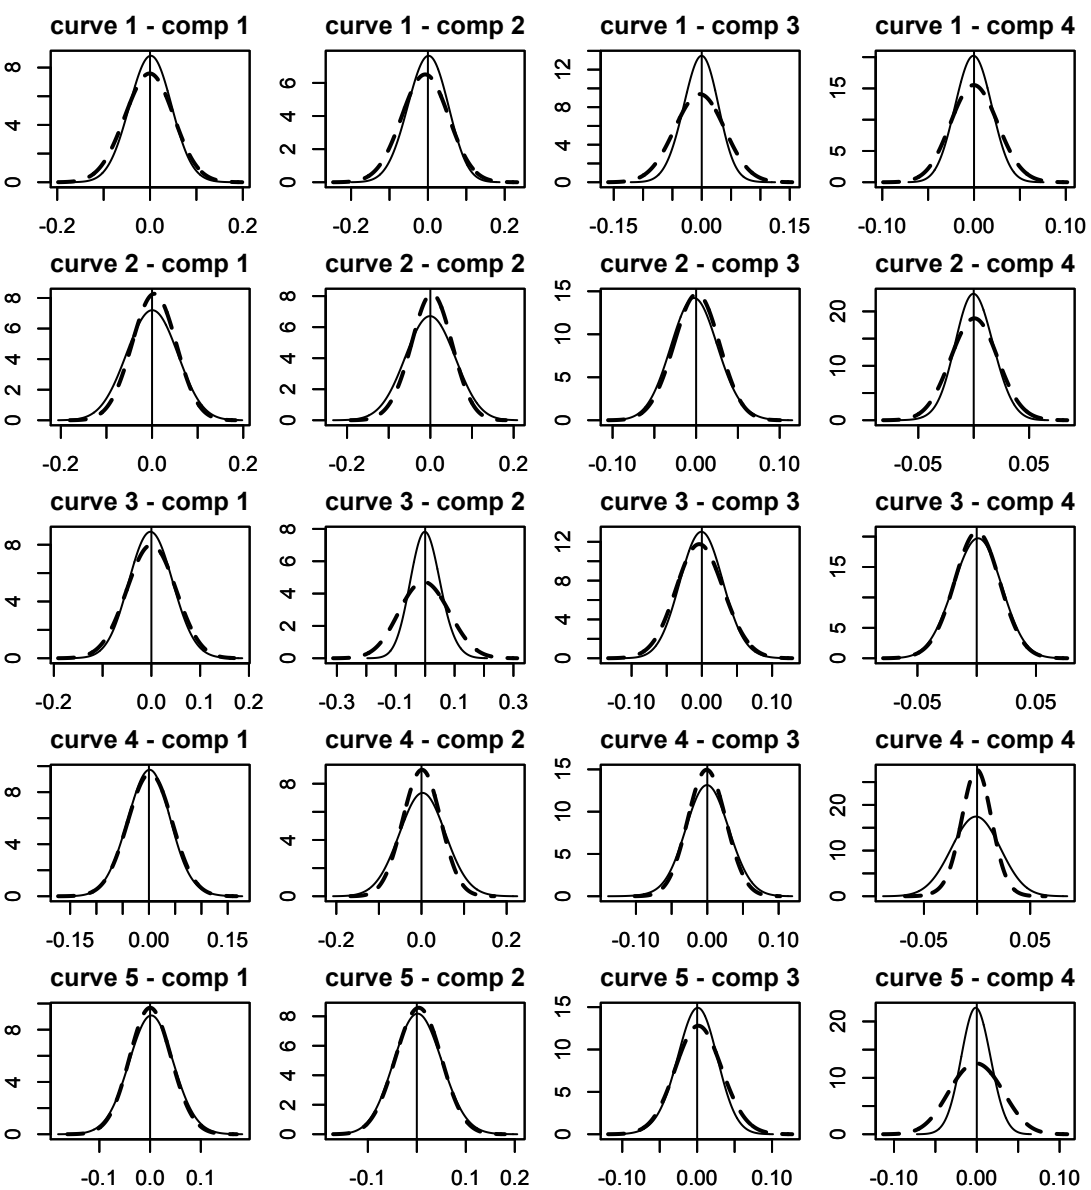 curve 1 - comp 1
0 4 8
-0.2 0.0 0.2
curve 1 - comp 2
0 2 4 6
-0.2 0.0 0.2
curve 1 - comp 3
0 4 8 12
-0.15 0.00 0.15
curve 1 - comp 4
0 5 15
-0.10 0.00 0.10
curve 2 - comp 1
0 2 4 6 8
-0.2 0.0 0.2
curve 2 - comp 2
0 2 4 6 8
-0.2 0.0 0.2
curve 2 - comp 3
0 5 10 15
-0.10 0.00 0.10
curve 2 - comp 4
0 10 20
-0.05 0.05
curve 3 - comp 1
0 4 8
-0.2 0.0 0.1 0.2
curve 3 - comp 2
0 2 4 6 8
-0.3 -0.1 0.1 0.3
curve 3 - comp 3
0 4 8 12
-0.10 0.00 0.10
curve 3 - comp 4
0 5 15
-0.05 0.05
curve 4 - comp 1
0 4 8
-0.15 0.00 0.15
curve 4 - comp 2
0 4 8
-0.2 0.0 0.2
curve 4 - comp 3
0 5 10 15
-0.10 0.00 0.10
curve 4 - comp 4
0 10 20
-0.05 0.05
curve 5 - comp 1
0 4 8
-0.1 0.0 0.1
curve 5 - comp 2
0 2 4 6 8
-0.1 0.1 0.2
curve 5 - comp 3
0 5 10 15
-0.10 0.00 0.10
curve 5 - comp 4
0 10 20
-0.10 0.00 0.10